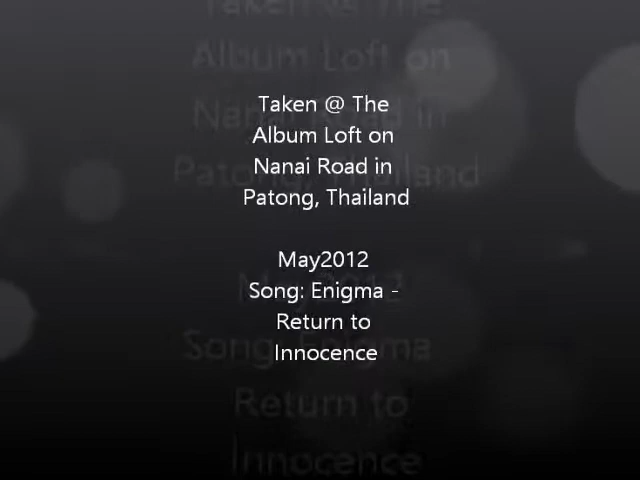 Taken @ The
Album Loft on
Nanai Road in
Patong, Thailand
May2012
Song: Enigma -
Return to
Innocence